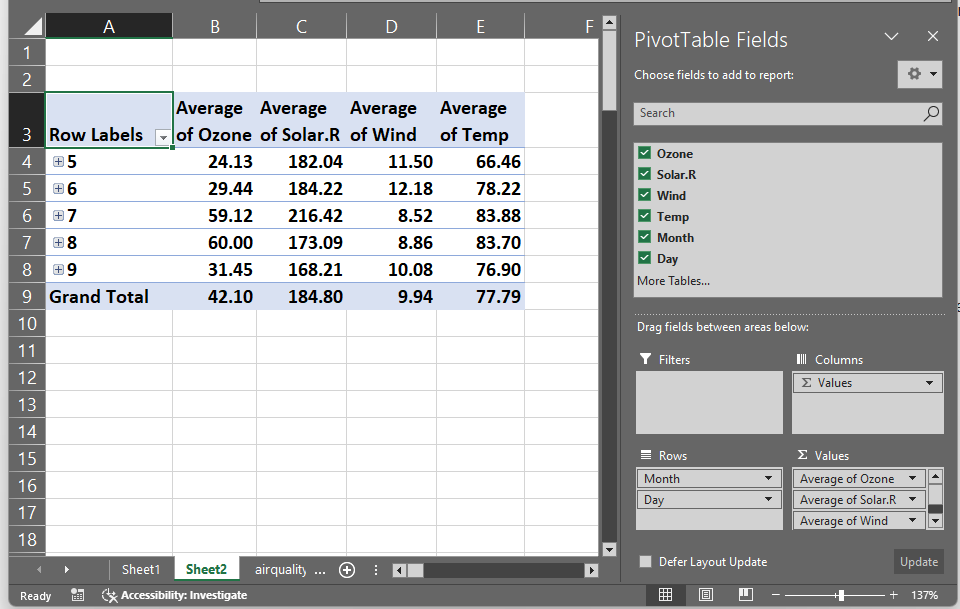 A B C D E F
1
2
3 Row Labels Average of Ozone Average of Solar.R Average of Wind Average of Temp
4 5 24.13 182.04 11.50 66.46
5 6 29.44 184.22 12.18 78.22
6 7 59.12 216.42 8.52 83.88
7 8 60.00 173.09 8.86 83.70
8 9 31.45 168.21 10.08 76.90
9 Grand Total 42.10 184.80 9.94 77.79
10
11
12
13
14
15
16
17
18
Sheet1 Sheet2 airquality ...
Ready Accessibility: Investigate 137%
PivotTable Fields
Choose fields to add to report:
Search
Ozone
Solar.R
Wind
Temp
Month
Day
More Tables...
Drag fields between areas below:
Filters Columns
Σ Values
Rows Σ Values
Month Average of Ozone
Day Average of Solar.R
Average of Wind
Defer Layout Update Update